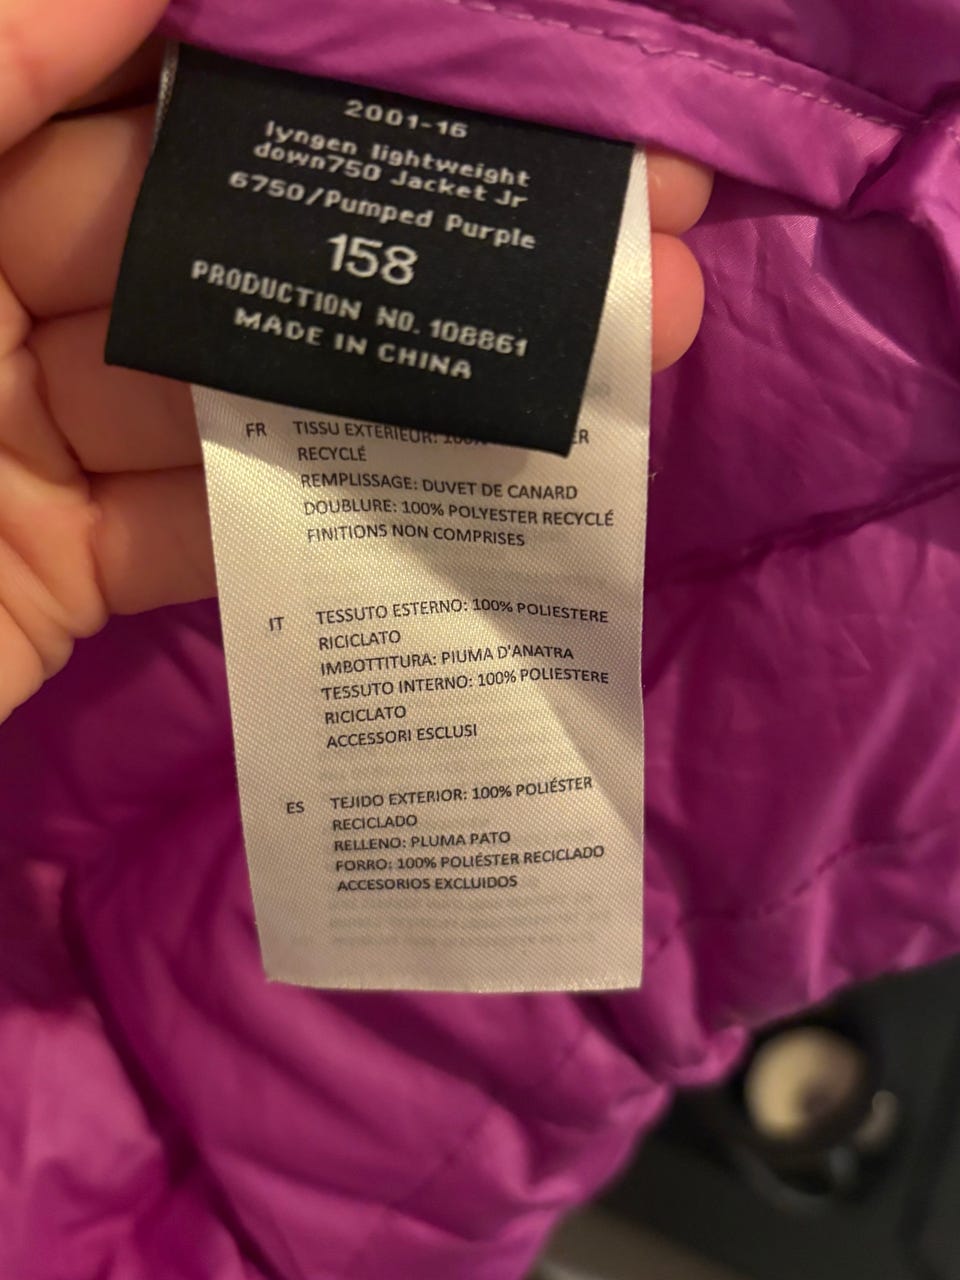 2001-16
lyngen lightweight
down750 Jacket Jr
6750/Pumped Purple
158
PRODUCTION NO. 108861
MADE IN CHINA
FR TISSU EXTERIEUR: 100%
RECYCLÉ
REMPLISSAGE: DUVET DE CANARD
DOUBLURE: 100% POLYESTER RECYCLÉ
FINITIONS NON COMPRISES
IT TESSUTO ESTERNO: 100% POLIESTERE
RICICLATO
IMBOTTITURA: PIUMA D'ANATRA
TESSUTO INTERNO: 100% POLIESTERE
RICICLATO
ACCESSORI ESCLUSI
ES TEJIDO EXTERIOR: 100% POLIÉSTER
RECICLADO
RELLENO: PLUMA PATO
FORRO: 100% POLIÉSTER RECICLADO
ACCESORIOS EXCLUIDOS